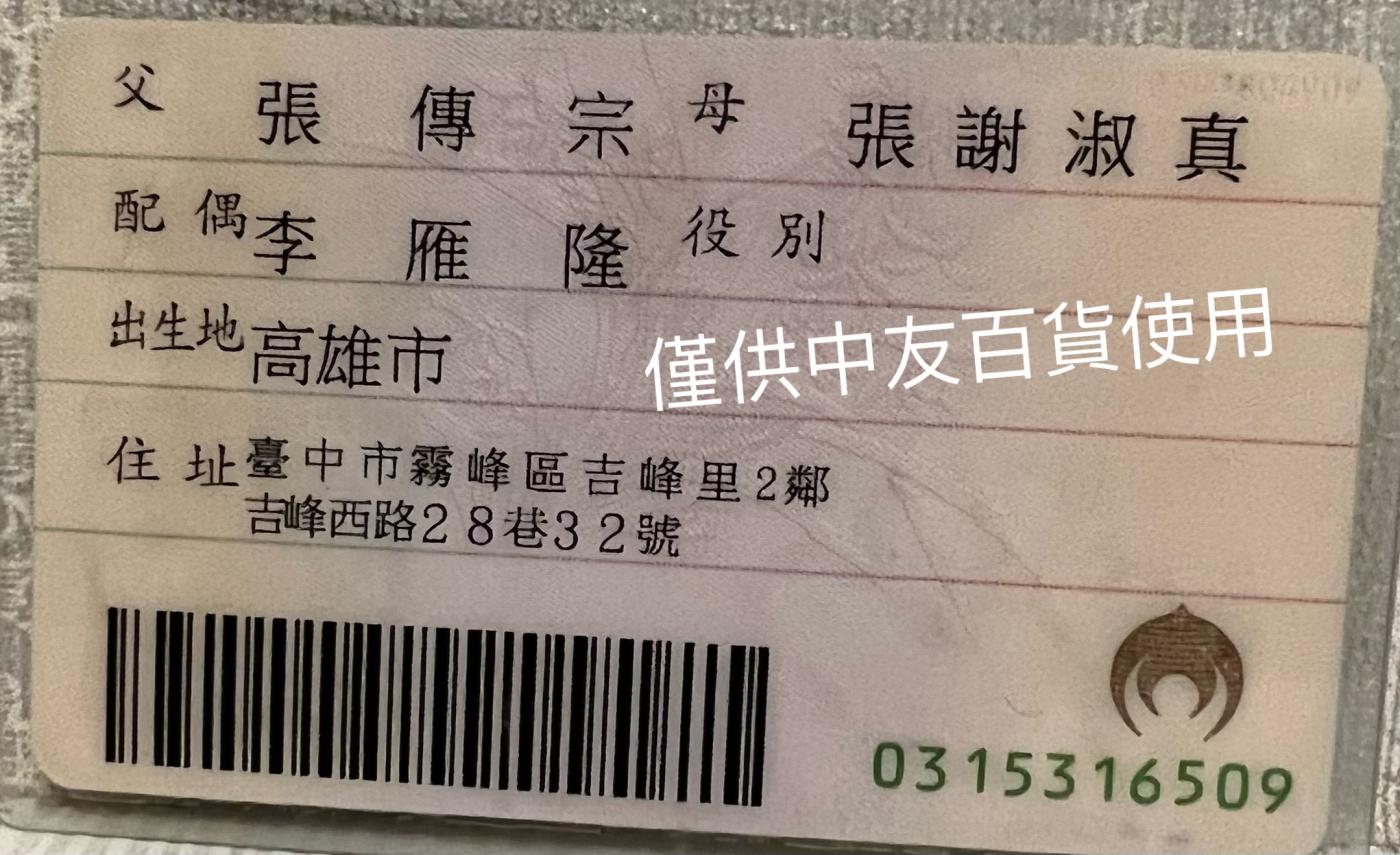 父 張傳宗 母 張謝淑真
配偶 李雁隆 役別
出生地 高雄市
僅供中友百貨使用
住址 臺中市霧峰區吉峰里2鄰
吉峰西路28巷32號
0315316509